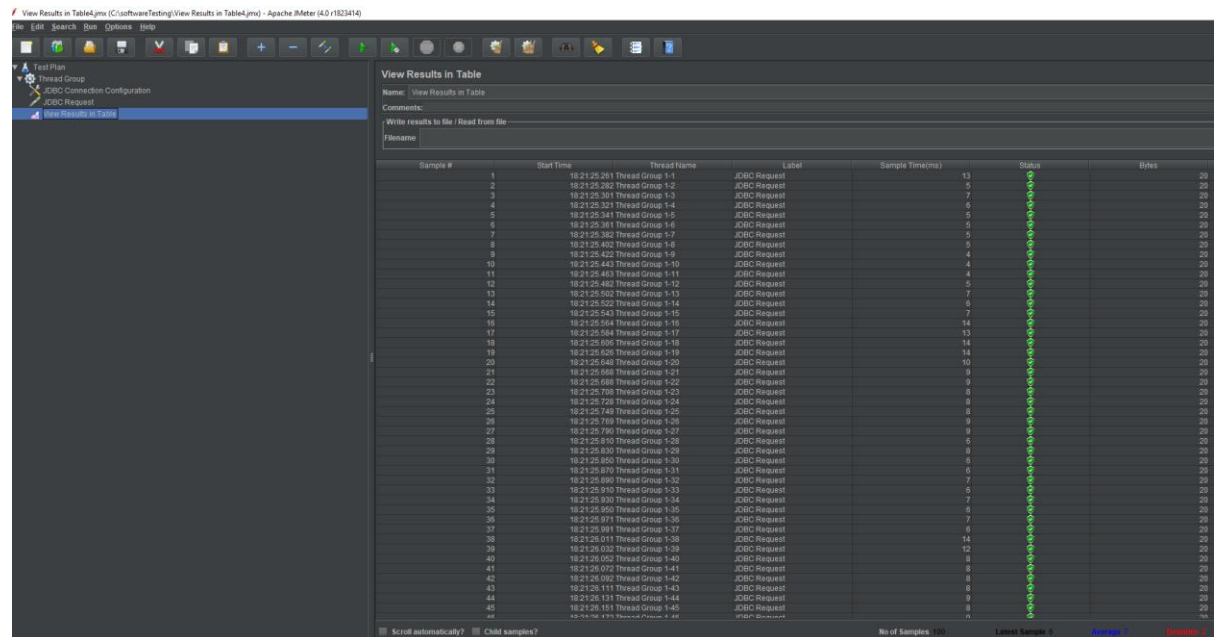 View Results in Table4.jmx (C:\softwareTesting\View Results in Table4.jmx) - Apache JMeter (4.0 r1823414)
File Edit Search Run Options Help
Test Plan
Thread Group
JDBC Connection Configuration
JDBC Request
View Results in Table
View Results in Table
Name: View Results in Table
Comments:
Write results to file / Read from file
Filename
Sample # Start Time Thread Name Label Sample Time(ms) Status Bytes
1 18:21:25.261 Thread Group 1-1 JDBC Request 13 20
2 18:21:25.282 Thread Group 1-2 JDBC Request 5 20
3 18:21:25.301 Thread Group 1-3 JDBC Request 7 20
4 18:21:25.321 Thread Group 1-4 JDBC Request 6 20
5 18:21:25.341 Thread Group 1-5 JDBC Request 5 20
6 18:21:25.361 Thread Group 1-6 JDBC Request 5 20
7 18:21:25.382 Thread Group 1-7 JDBC Request 5 20
8 18:21:25.402 Thread Group 1-8 JDBC Request 5 20
9 18:21:25.422 Thread Group 1-9 JDBC Request 4 20
10 18:21:25.443 Thread Group 1-10 JDBC Request 4 20
11 18:21:25.463 Thread Group 1-11 JDBC Request 4 20
12 18:21:25.482 Thread Group 1-12 JDBC Request 5 20
13 18:21:25.502 Thread Group 1-13 JDBC Request 7 20
14 18:21:25.522 Thread Group 1-14 JDBC Request 6 20
15 18:21:25.543 Thread Group 1-15 JDBC Request 7 20
16 18:21:25.564 Thread Group 1-16 JDBC Request 14 20
17 18:21:25.584 Thread Group 1-17 JDBC Request 13 20
18 18:21:25.606 Thread Group 1-18 JDBC Request 14 20
19 18:21:25.626 Thread Group 1-19 JDBC Request 14 20
20 18:21:25.648 Thread Group 1-20 JDBC Request 10 20
21 18:21:25.668 Thread Group 1-21 JDBC Request 9 20
22 18:21:25.688 Thread Group 1-22 JDBC Request 9 20
23 18:21:25.708 Thread Group 1-23 JDBC Request 8 20
24 18:21:25.728 Thread Group 1-24 JDBC Request 8 20
25 18:21:25.749 Thread Group 1-25 JDBC Request 8 20
26 18:21:25.769 Thread Group 1-26 JDBC Request 9 20
27 18:21:25.790 Thread Group 1-27 JDBC Request 9 20
28 18:21:25.810 Thread Group 1-28 JDBC Request 6 20
29 18:21:25.830 Thread Group 1-29 JDBC Request 8 20
30 18:21:25.850 Thread Group 1-30 JDBC Request 6 20
31 18:21:25.870 Thread Group 1-31 JDBC Request 6 20
32 18:21:25.890 Thread Group 1-32 JDBC Request 7 20
33 18:21:25.910 Thread Group 1-33 JDBC Request 6 20
34 18:21:25.930 Thread Group 1-34 JDBC Request 7 20
35 18:21:25.950 Thread Group 1-35 JDBC Request 6 20
36 18:21:25.971 Thread Group 1-36 JDBC Request 7 20
37 18:21:25.991 Thread Group 1-37 JDBC Request 6 20
38 18:21:26.011 Thread Group 1-38 JDBC Request 14 20
39 18:21:26.032 Thread Group 1-39 JDBC Request 12 20
40 18:21:26.052 Thread Group 1-40 JDBC Request 8 20
41 18:21:26.072 Thread Group 1-41 JDBC Request 8 20
42 18:21:26.092 Thread Group 1-42 JDBC Request 8 20
43 18:21:26.111 Thread Group 1-43 JDBC Request 8 20
44 18:21:26.131 Thread Group 1-44 JDBC Request 9 20
45 18:21:26.151 Thread Group 1-45 JDBC Request 8 20
Scroll automatically? Child samples? No of Samples 100 Latest Sample 6 Average 7 Deviation 2